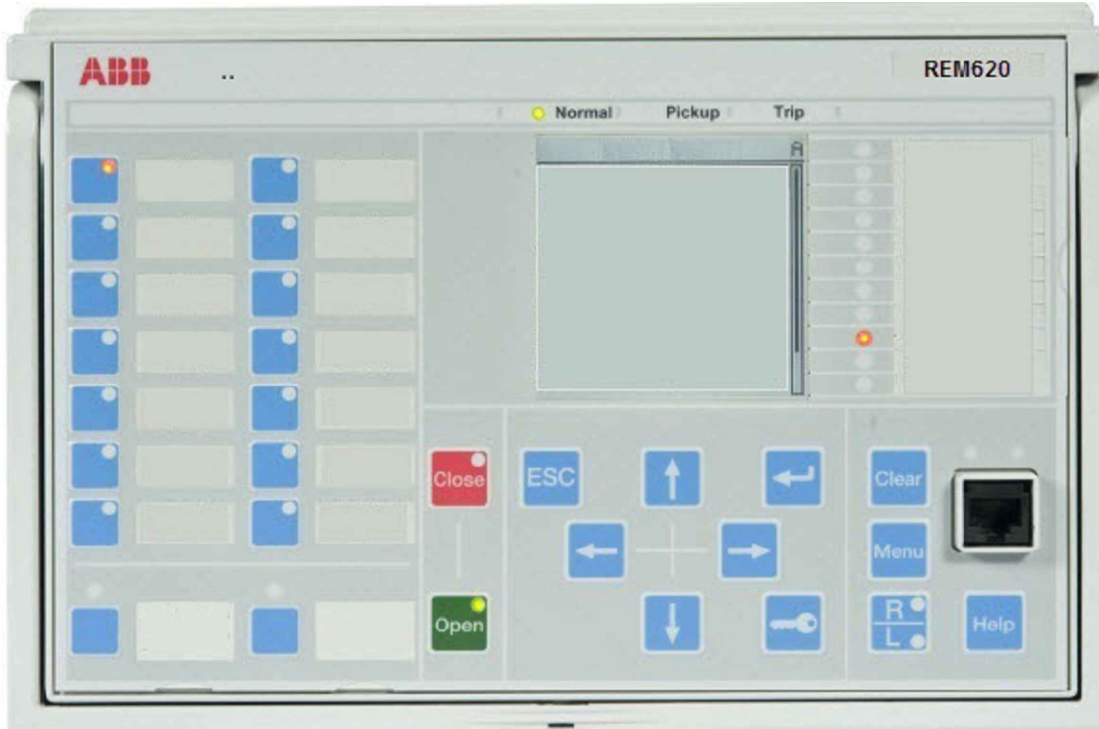 ABB
..
REM620
Normal Pickup Trip
A
Close
ESC
Clear
Menu
Open
R
L
Help